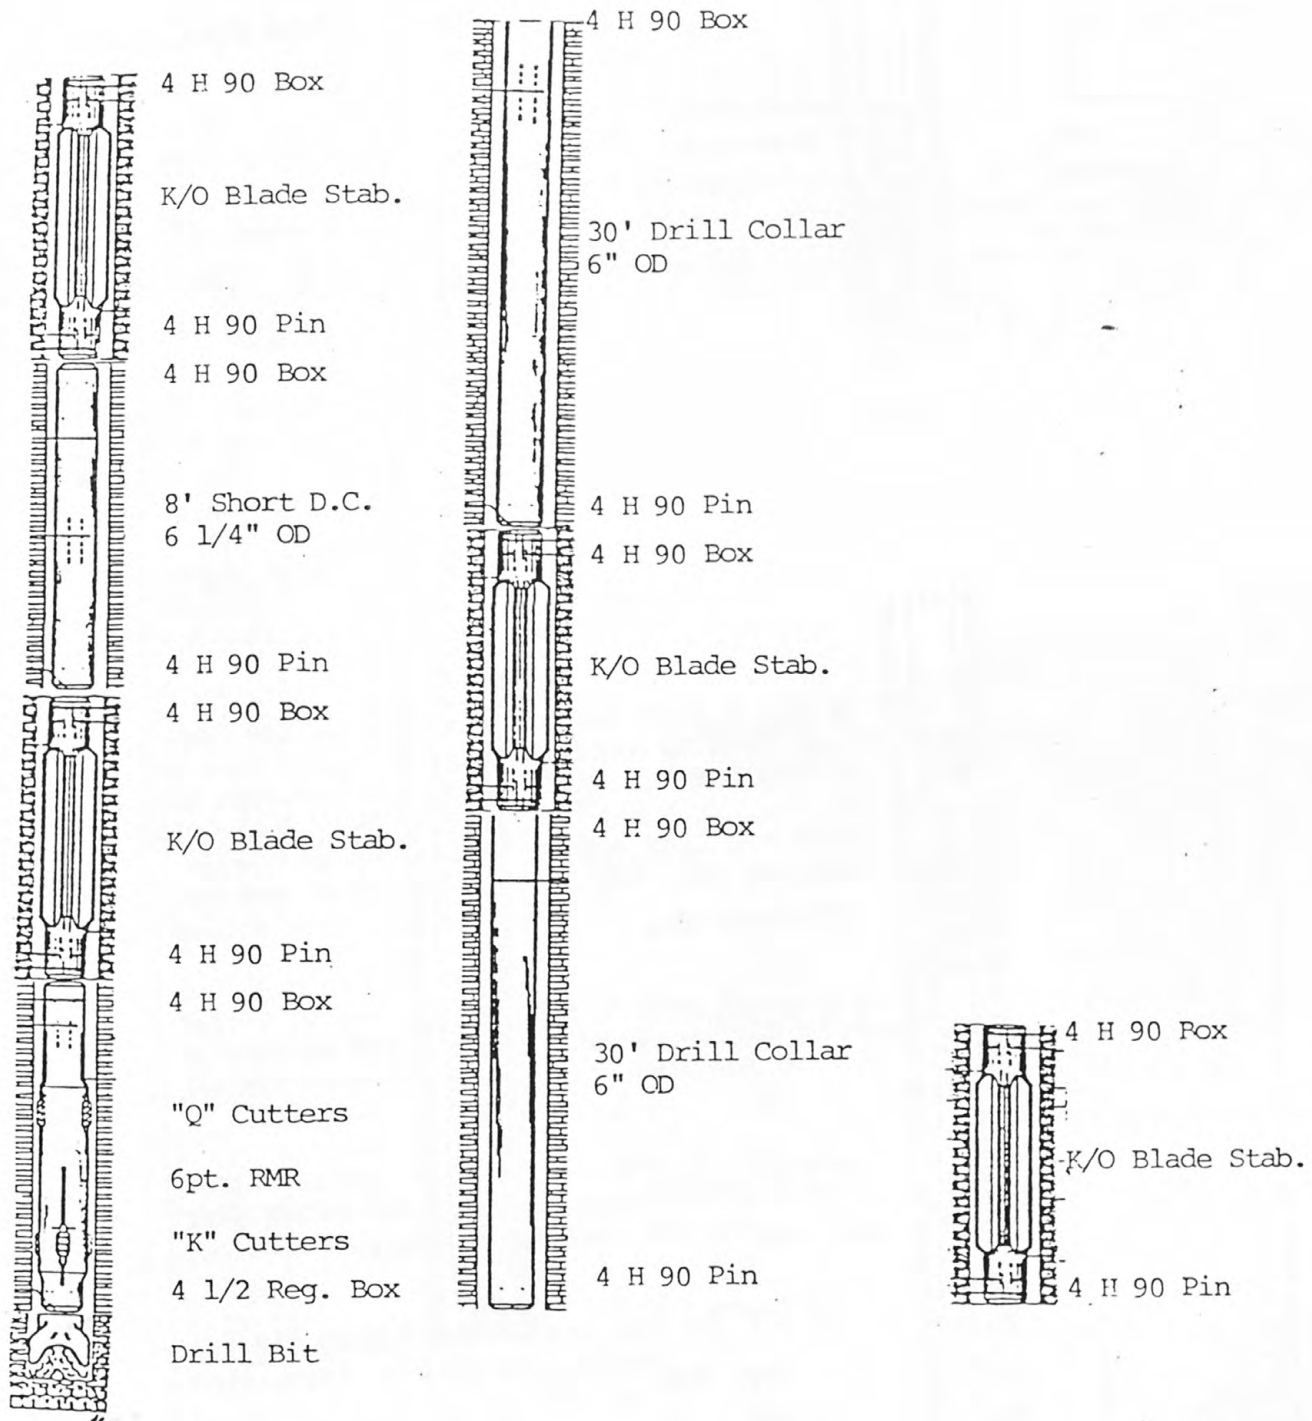 4 H 90 Box
K/O Blade Stab.
4 H 90 Pin
4 H 90 Box
8' Short D.C.
6 1/4" OD
4 H 90 Pin
4 H 90 Box
K/O Blade Stab.
4 H 90 Pin
4 H 90 Box
"Q" Cutters
6pt. RMR
"K" Cutters
4 1/2 Reg. Box
Drill Bit
4 H 90 Box
30' Drill Collar
6" OD
4 H 90 Pin
4 H 90 Box
K/O Blade Stab.
4 H 90 Pin
4 H 90 Box
30' Drill Collar
6" OD
4 H 90 Pin
4 H 90 Box
K/O Blade Stab.
4 H 90 Pin